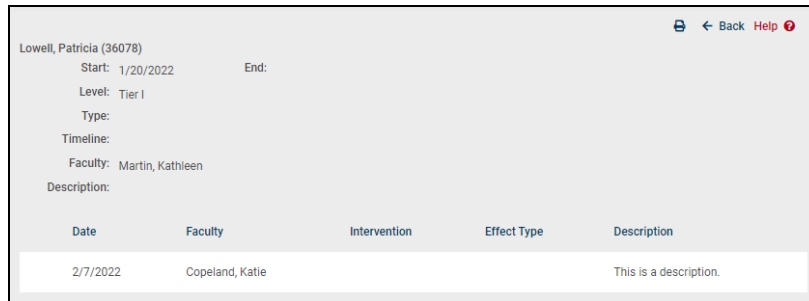 ← Back Help
Lowell, Patricia (36078)
Start: 1/20/2022 End:
Level: Tier I
Type:
Timeline:
Faculty: Martin, Kathleen
Description:
Date Faculty Intervention Effect Type Description
2/7/2022 Copeland, Katie This is a description.